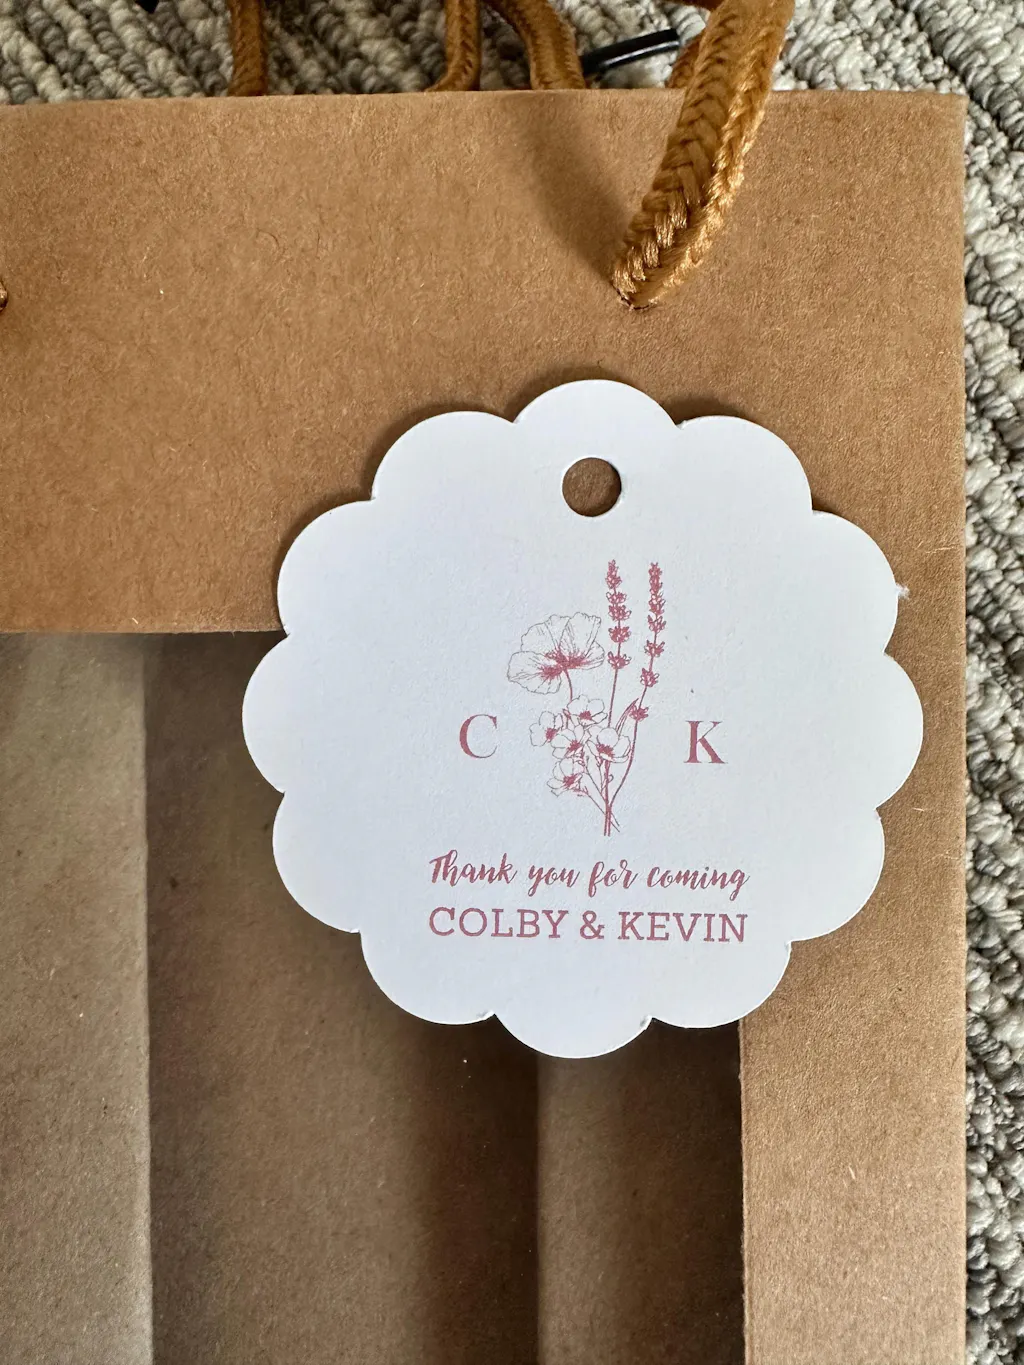 C K
Thank you for coming
COLBY & KEVIN